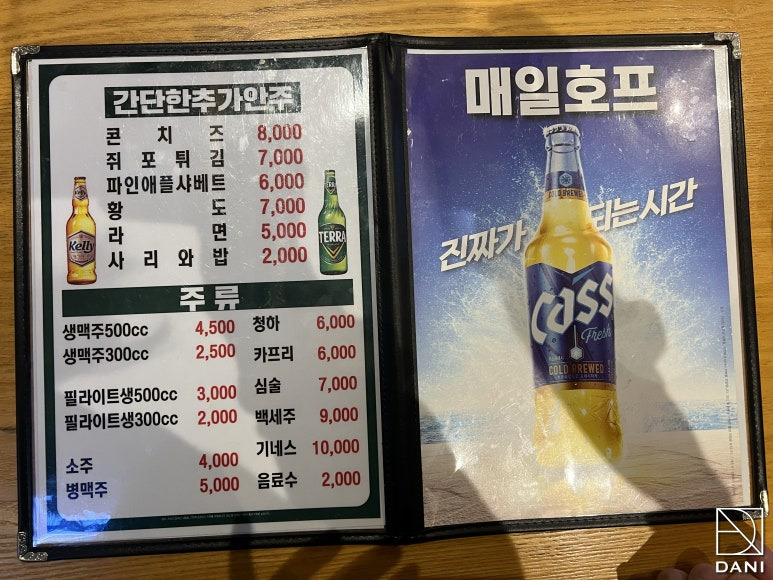 간단한추가안주
콘 치 즈 8,000
쥐 포 튀 김 7,000
파인애플샤베트 6,000
황 도 7,000
라 면 5,000
사 리 와 밥 2,000
Kelly
TERRA
주 류
생맥주500cc 4,500
생맥주300cc 2,500
필라이트생500cc 3,000
필라이트생300cc 2,000
소주 4,000
병맥주 5,000
청하 6,000
카프리 6,000
심술 7,000
백세주 9,000
기네스 10,000
음료수 2,000
매일호프
COLD BREWED
진짜가 되는시간
Cass
Fresh
COLD BREWED
DANI